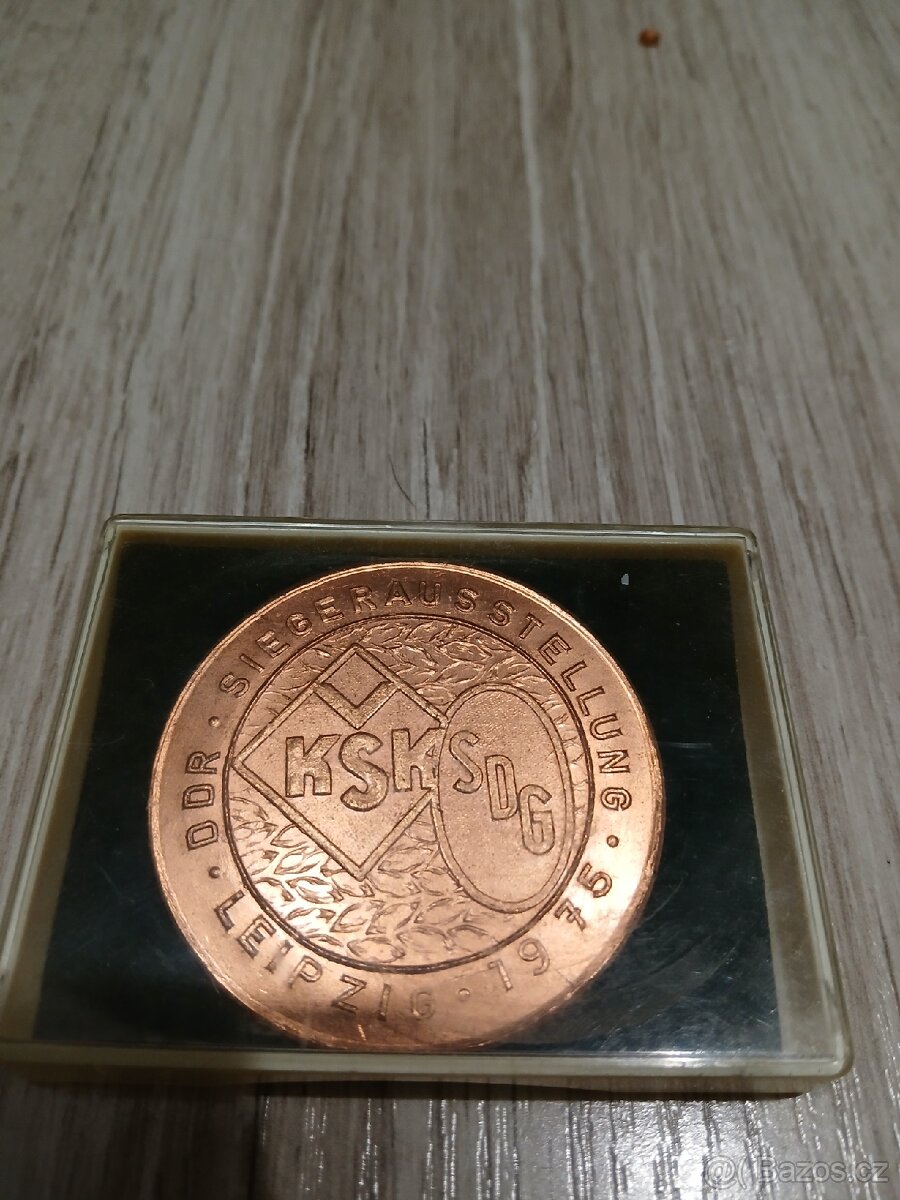 DDR · SIEGERAUSSTELLUNG ·
· LEIPZIG · 1975 ·
V
KSK
SDG
@( Bazos.cz